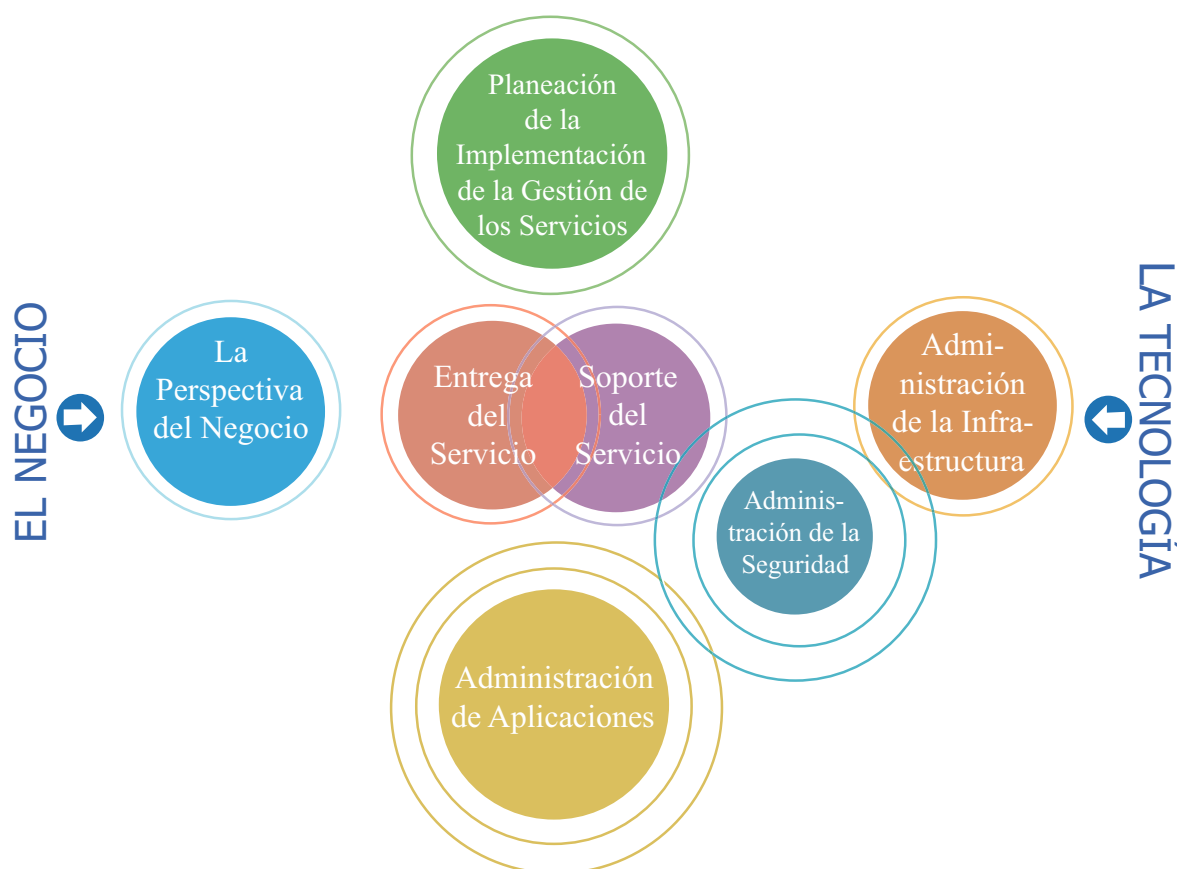 Planeación
de la
Implementación
de la Gestión de
los Servicios
EL NEGOCIO
La
Perspectiva
del Negocio
Entrega
del
Servicio
Soporte
del
Servicio
Admi-
nistración
de la Infra-
estructura
LA TECNOLOGÍA
Adminis-
tración de la
Seguridad
Administración
de Aplicaciones